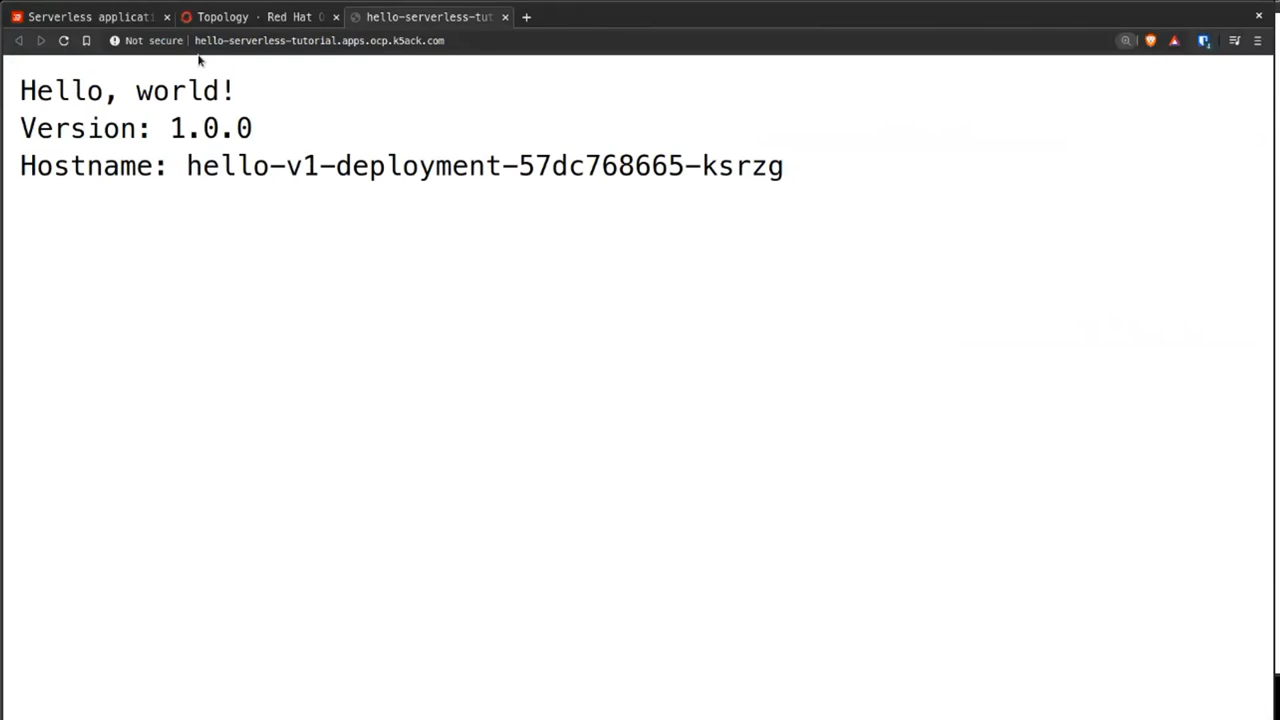 Serverless applicati
Topology · Red Hat O
hello-serverless-tut
Not secure
hello-serverless-tutorial.apps.ocp.k5ack.com
Hello, world!
Version: 1.0.0
Hostname: hello-v1-deployment-57dc768665-ksrzg